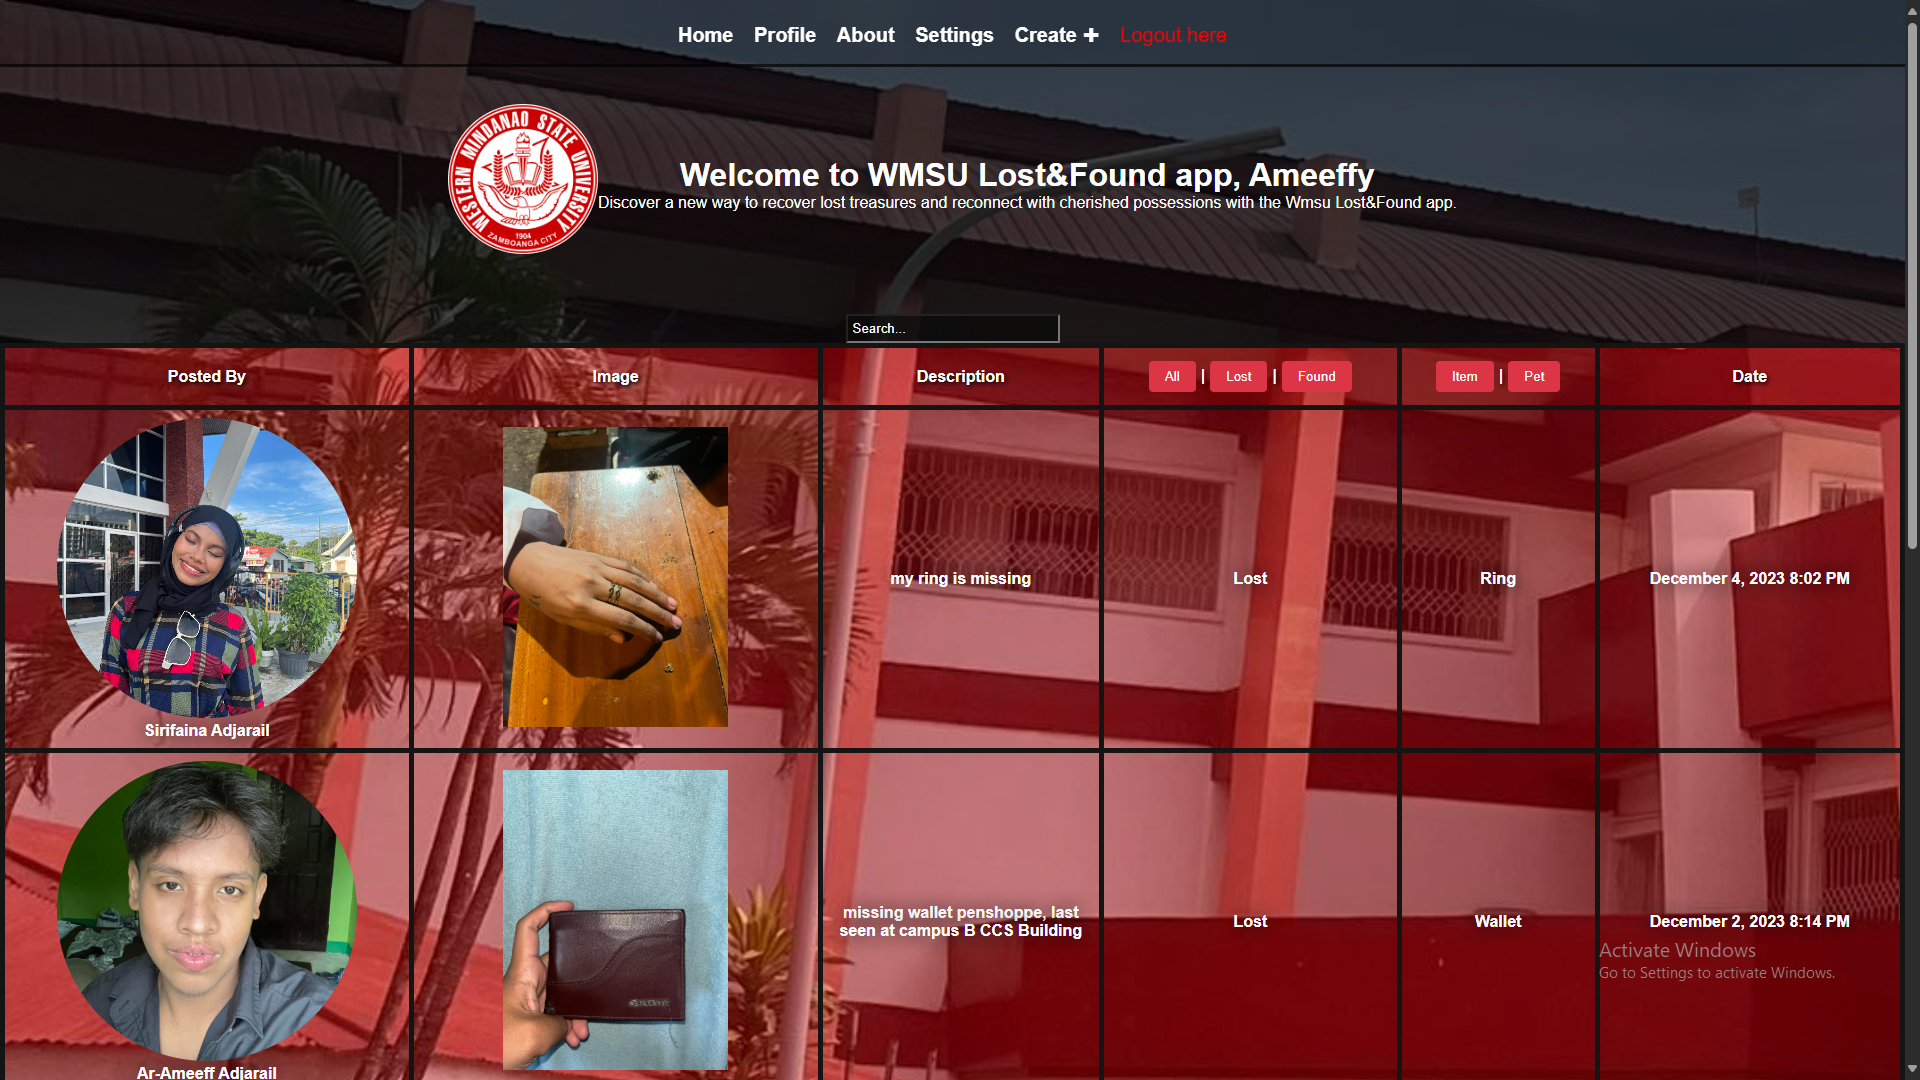 Home Profile About Settings Create + Logout here
WESTERN MINDANAO STATE UNIVERSITY
1904
ZAMBOANGA CITY
Welcome to WMSU Lost&Found app, Ameeffy
Discover a new way to recover lost treasures and reconnect with cherished possessions with the Wmsu Lost&Found app.
Search...
Posted By Image Description All | Lost | Found Item | Pet Date
my ring is missing Lost Ring December 4, 2023 8:02 PM
Sirifaina Adjarail
missing wallet penshoppe, last
seen at campus B CCS Building
Lost Wallet December 2, 2023 8:14 PM
Ar-Ameeff Adjarail
Activate Windows
Go to Settings to activate Windows.